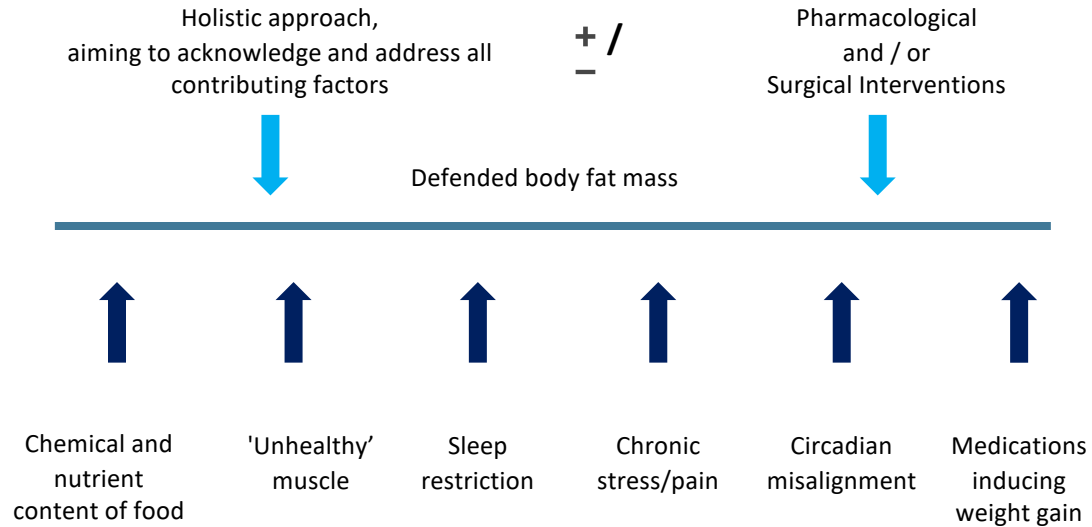 Holistic approach,
aiming to acknowledge and address all
contributing factors
+ /
−
Pharmacological
and / or
Surgical Interventions
Defended body fat mass
Chemical and
nutrient
content of food
'Unhealthy’
muscle
Sleep
restriction
Chronic
stress/pain
Circadian
misalignment
Medications
inducing
weight gain